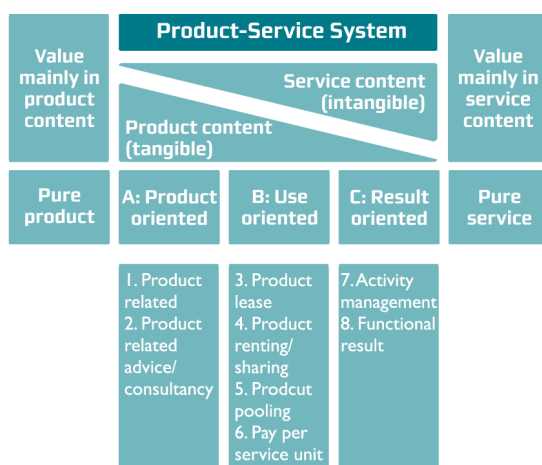 Product-Service System
Value
mainly in
product
content
Service content
(intangible)
Product content
(tangible)
Value
mainly in
service
content
Pure
product
A: Product
oriented
B: Use
oriented
C: Result
oriented
Pure
service
1. Product
related
2. Product
related
advice/
consultancy
3. Product
lease
4. Product
renting/
sharing
5. Prodcut
pooling
6. Pay per
service unit
7. Activity
management
8. Functional
result